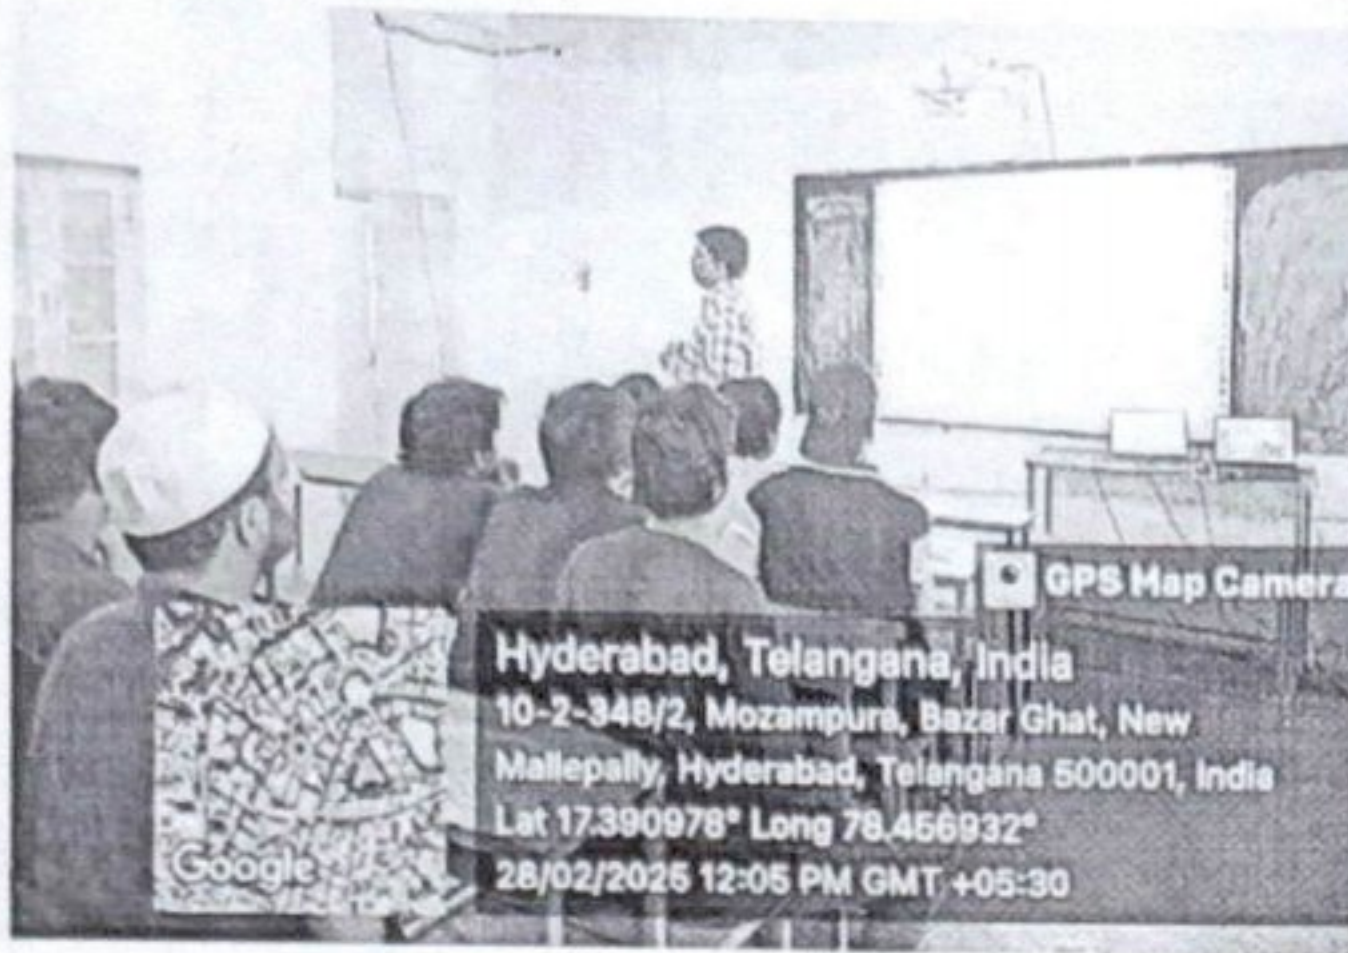 GPS Map Camera
Hyderabad, Telangana, India
10-2-348/2, Mozampura, Bazar Ghat, New
Mallepally, Hyderabad, Telangana 500001, India
Lat 17.390978° Long 78.456932°
28/02/2025 12:05 PM GMT +05:30
Google